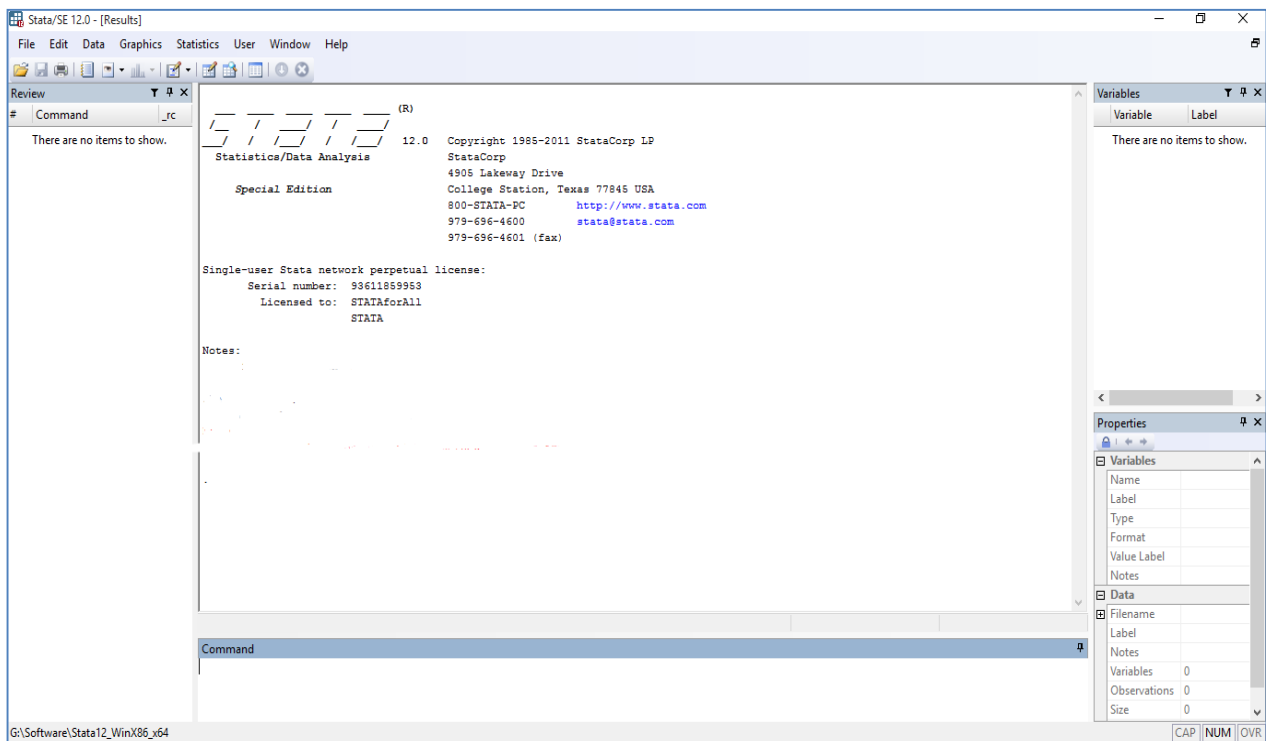 Stata/SE 12.0 - [Results]
File Edit Data Graphics Statistics User Window Help
Review
# Command _rc
There are no items to show.
(R)
STATA
12.0 Copyright 1985-2011 StataCorp LP
Statistics/Data Analysis StataCorp
4905 Lakeway Drive
Special Edition College Station, Texas 77845 USA
800-STATA-PC http://www.stata.com
979-696-4600 stata@stata.com
979-696-4601 (fax)
Single-user Stata network perpetual license:
Serial number: 93611859953
Licensed to: STATAforAll
STATA
Notes:
.
Command
Variables
Variable Label
There are no items to show.
Properties
Variables
Name
Label
Type
Format
Value Label
Notes
Data
Filename
Label
Notes
Variables 0
Observations 0
Size 0
G:\Software\Stata12_WinX86_x64
CAP NUM OVR